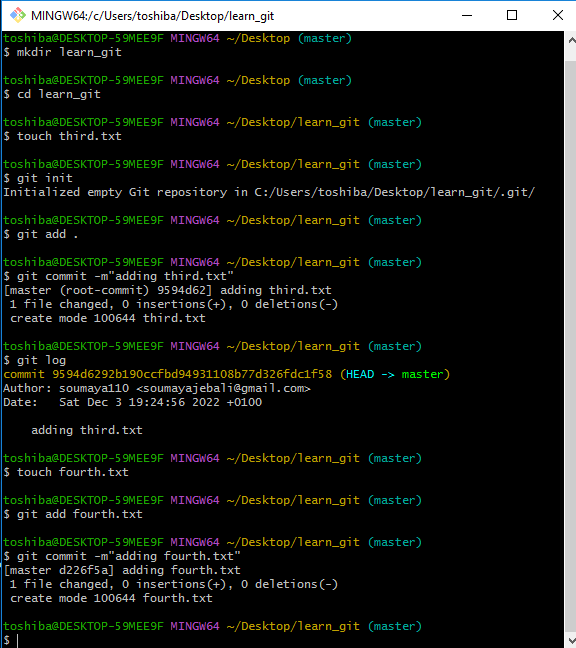 MINGW64:/c/Users/toshiba/Desktop/learn_git
toshiba@DESKTOP-59MEE9F MINGW64 ~/Desktop (master)
$ mkdir learn_git
toshiba@DESKTOP-59MEE9F MINGW64 ~/Desktop (master)
$ cd learn_git
toshiba@DESKTOP-59MEE9F MINGW64 ~/Desktop/learn_git (master)
$ touch third.txt
toshiba@DESKTOP-59MEE9F MINGW64 ~/Desktop/learn_git (master)
$ git init
Initialized empty Git repository in C:/Users/toshiba/Desktop/learn_git/.git/
toshiba@DESKTOP-59MEE9F MINGW64 ~/Desktop/learn_git (master)
$ git add .
toshiba@DESKTOP-59MEE9F MINGW64 ~/Desktop/learn_git (master)
$ git commit -m"adding third.txt"
[master (root-commit) 9594d62] adding third.txt
 1 file changed, 0 insertions(+), 0 deletions(-)
 create mode 100644 third.txt
toshiba@DESKTOP-59MEE9F MINGW64 ~/Desktop/learn_git (master)
$ git log
commit 9594d6292b190ccfbd94931108b77d326fdc1f58 (HEAD -> master)
Author: soumaya110 <soumayajebali@gmail.com>
Date:   Sat Dec 3 19:24:56 2022 +0100
    adding third.txt
toshiba@DESKTOP-59MEE9F MINGW64 ~/Desktop/learn_git (master)
$ touch fourth.txt
toshiba@DESKTOP-59MEE9F MINGW64 ~/Desktop/learn_git (master)
$ git add fourth.txt
toshiba@DESKTOP-59MEE9F MINGW64 ~/Desktop/learn_git (master)
$ git commit -m"adding fourth.txt"
[master d226f5a] adding fourth.txt
 1 file changed, 0 insertions(+), 0 deletions(-)
 create mode 100644 fourth.txt
toshiba@DESKTOP-59MEE9F MINGW64 ~/Desktop/learn_git (master)
$